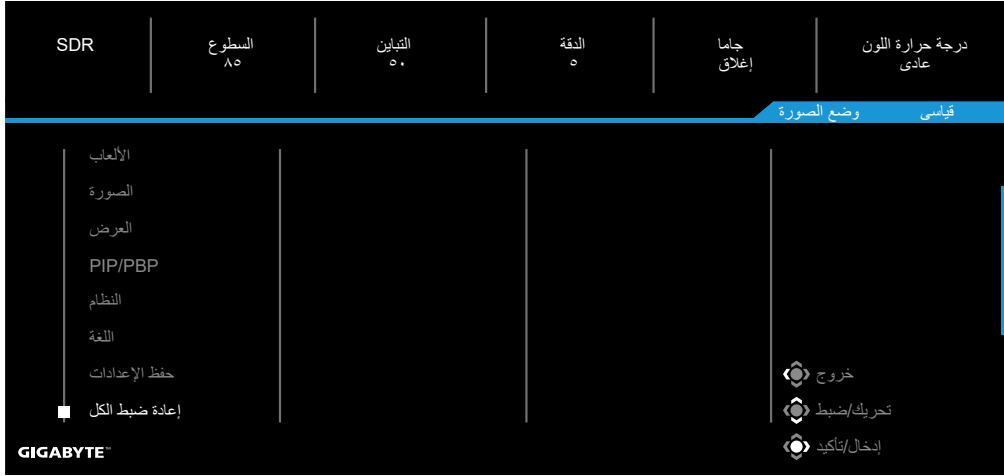 SDR
السطوع
٨٥
التباين
٥٠
الدقة
٥
جاما
إغلاق
درجة حرارة اللون
عادى
وضع الصورة
قياسى
الألعاب
الصورة
العرض
PIP/PBP
النظام
اللغة
حفظ الإعدادات
إعادة ضبط الكل
خروج
تحريك/ضبط
إدخال/تأكيد
GIGABYTE™